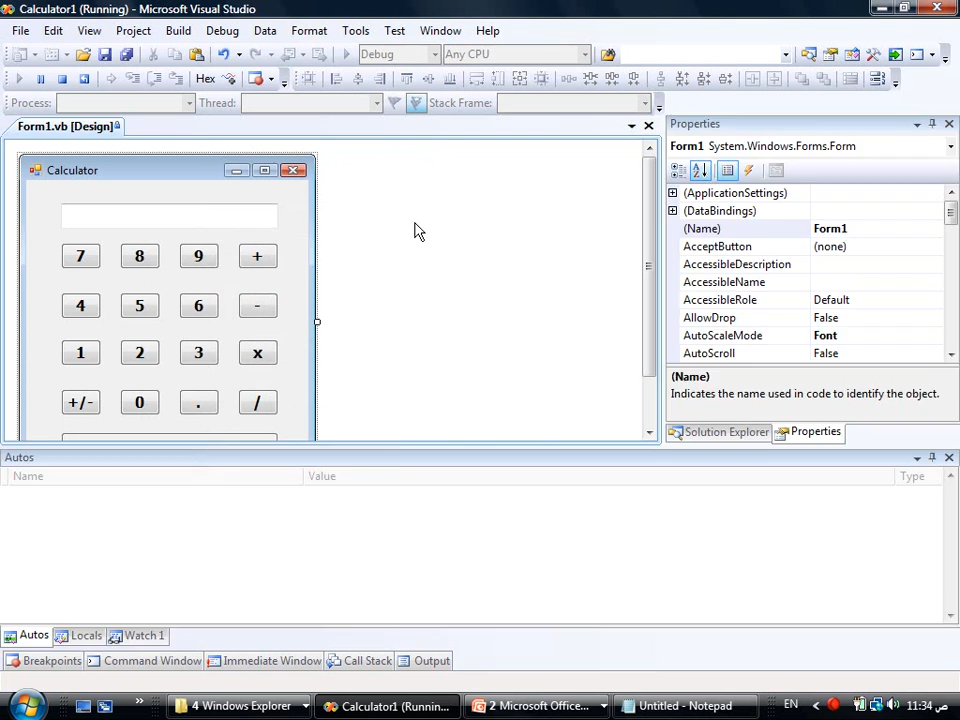 Calculator1 (Running) - Microsoft Visual Studio
File Edit View Project Build Debug Data Format Tools Test Window Help
Debug Any CPU
Hex
Process: Thread: Stack Frame:
Form1.vb [Design]
Calculator
7 8 9 +
4 5 6 -
1 2 3 x
+/- 0 . /
Properties
Form1 System.Windows.Forms.Form
(ApplicationSettings)
(DataBindings)
(Name) Form1
AcceptButton (none)
AccessibleDescription
AccessibleName
AccessibleRole Default
AllowDrop False
AutoScaleMode Font
AutoScroll False
(Name)
Indicates the name used in code to identify the object.
Solution Explorer Properties
Autos
Name Value Type
Autos Locals Watch 1
Breakpoints Command Window Immediate Window Call Stack Output
4 Windows Explorer Calculator1 (Runnin... 2 Microsoft Office... Untitled - Notepad EN 11:34 ص